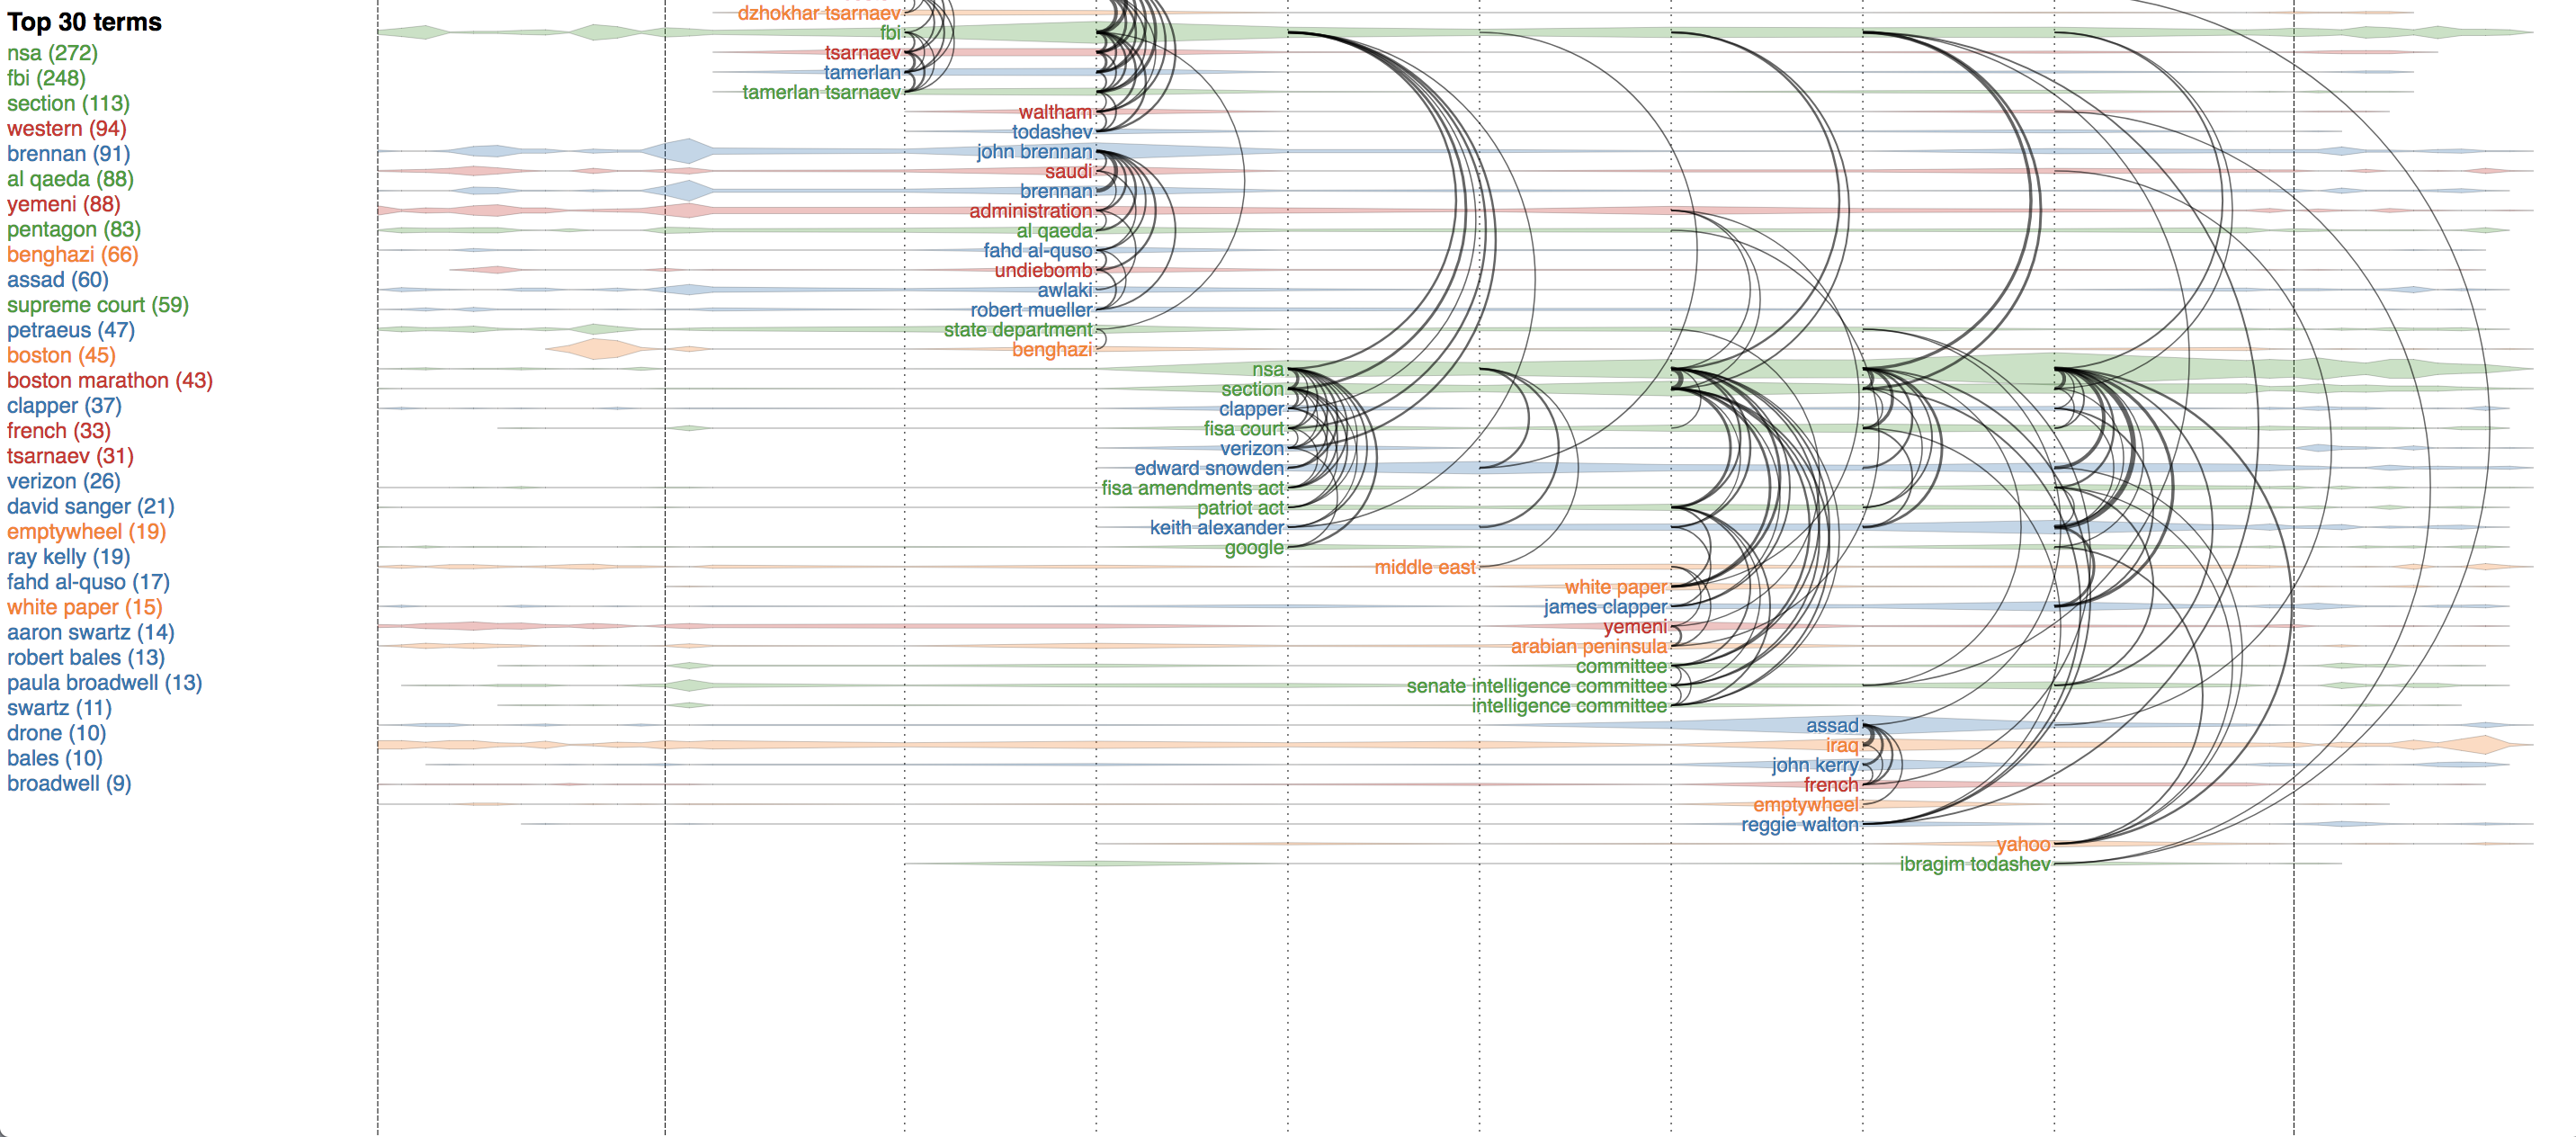 Top 30 terms
nsa (272)
fbi (248)
section (113)
western (94)
brennan (91)
al qaeda (88)
yemeni (88)
pentagon (83)
benghazi (66)
assad (60)
supreme court (59)
petraeus (47)
boston (45)
boston marathon (43)
clapper (37)
french (33)
tsarnaev (31)
verizon (26)
david sanger (21)
emptywheel (19)
ray kelly (19)
fahd al-quso (17)
white paper (15)
aaron swartz (14)
robert bales (13)
paula broadwell (13)
swartz (11)
drone (10)
bales (10)
broadwell (9)
dzhokhar tsarnaev
fbi
tsarnaev
tamerlan
tamerlan tsarnaev
waltham
todashev
john brennan
saudi
brennan
administration
al qaeda
fahd al-quso
undiebomb
awlaki
robert mueller
state department
benghazi
nsa
section
clapper
fisa court
verizon
edward snowden
fisa amendments act
patriot act
keith alexander
google
middle east
white paper
james clapper
yemeni
arabian peninsula
committee
senate intelligence committee
intelligence committee
assad
iraq
john kerry
french
emptywheel
reggie walton
yahoo
ibragim todashev